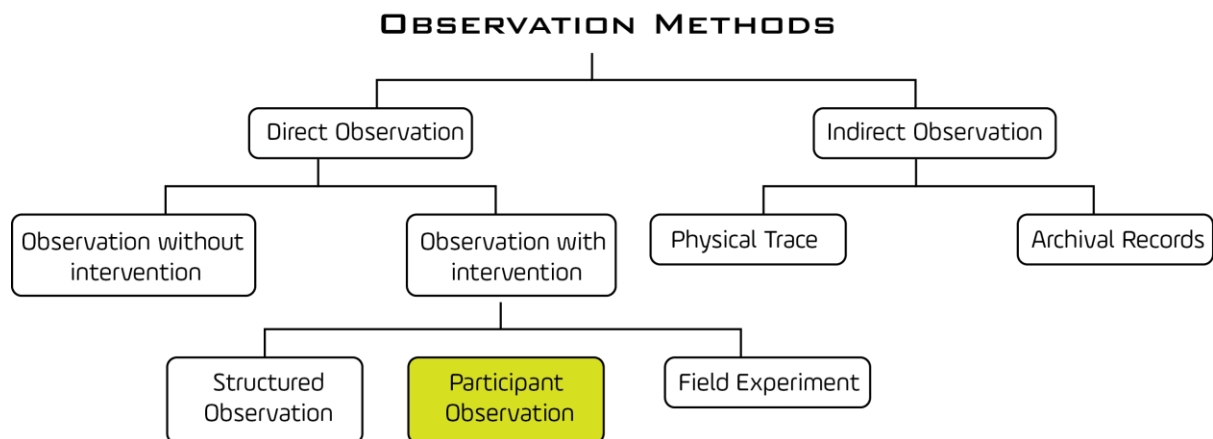 OBSERVATION METHODS
Direct Observation
Indirect Observation
Observation without
intervention
Observation with
intervention
Physical Trace
Archival Records
Structured
Observation
Participant
Observation
Field Experiment